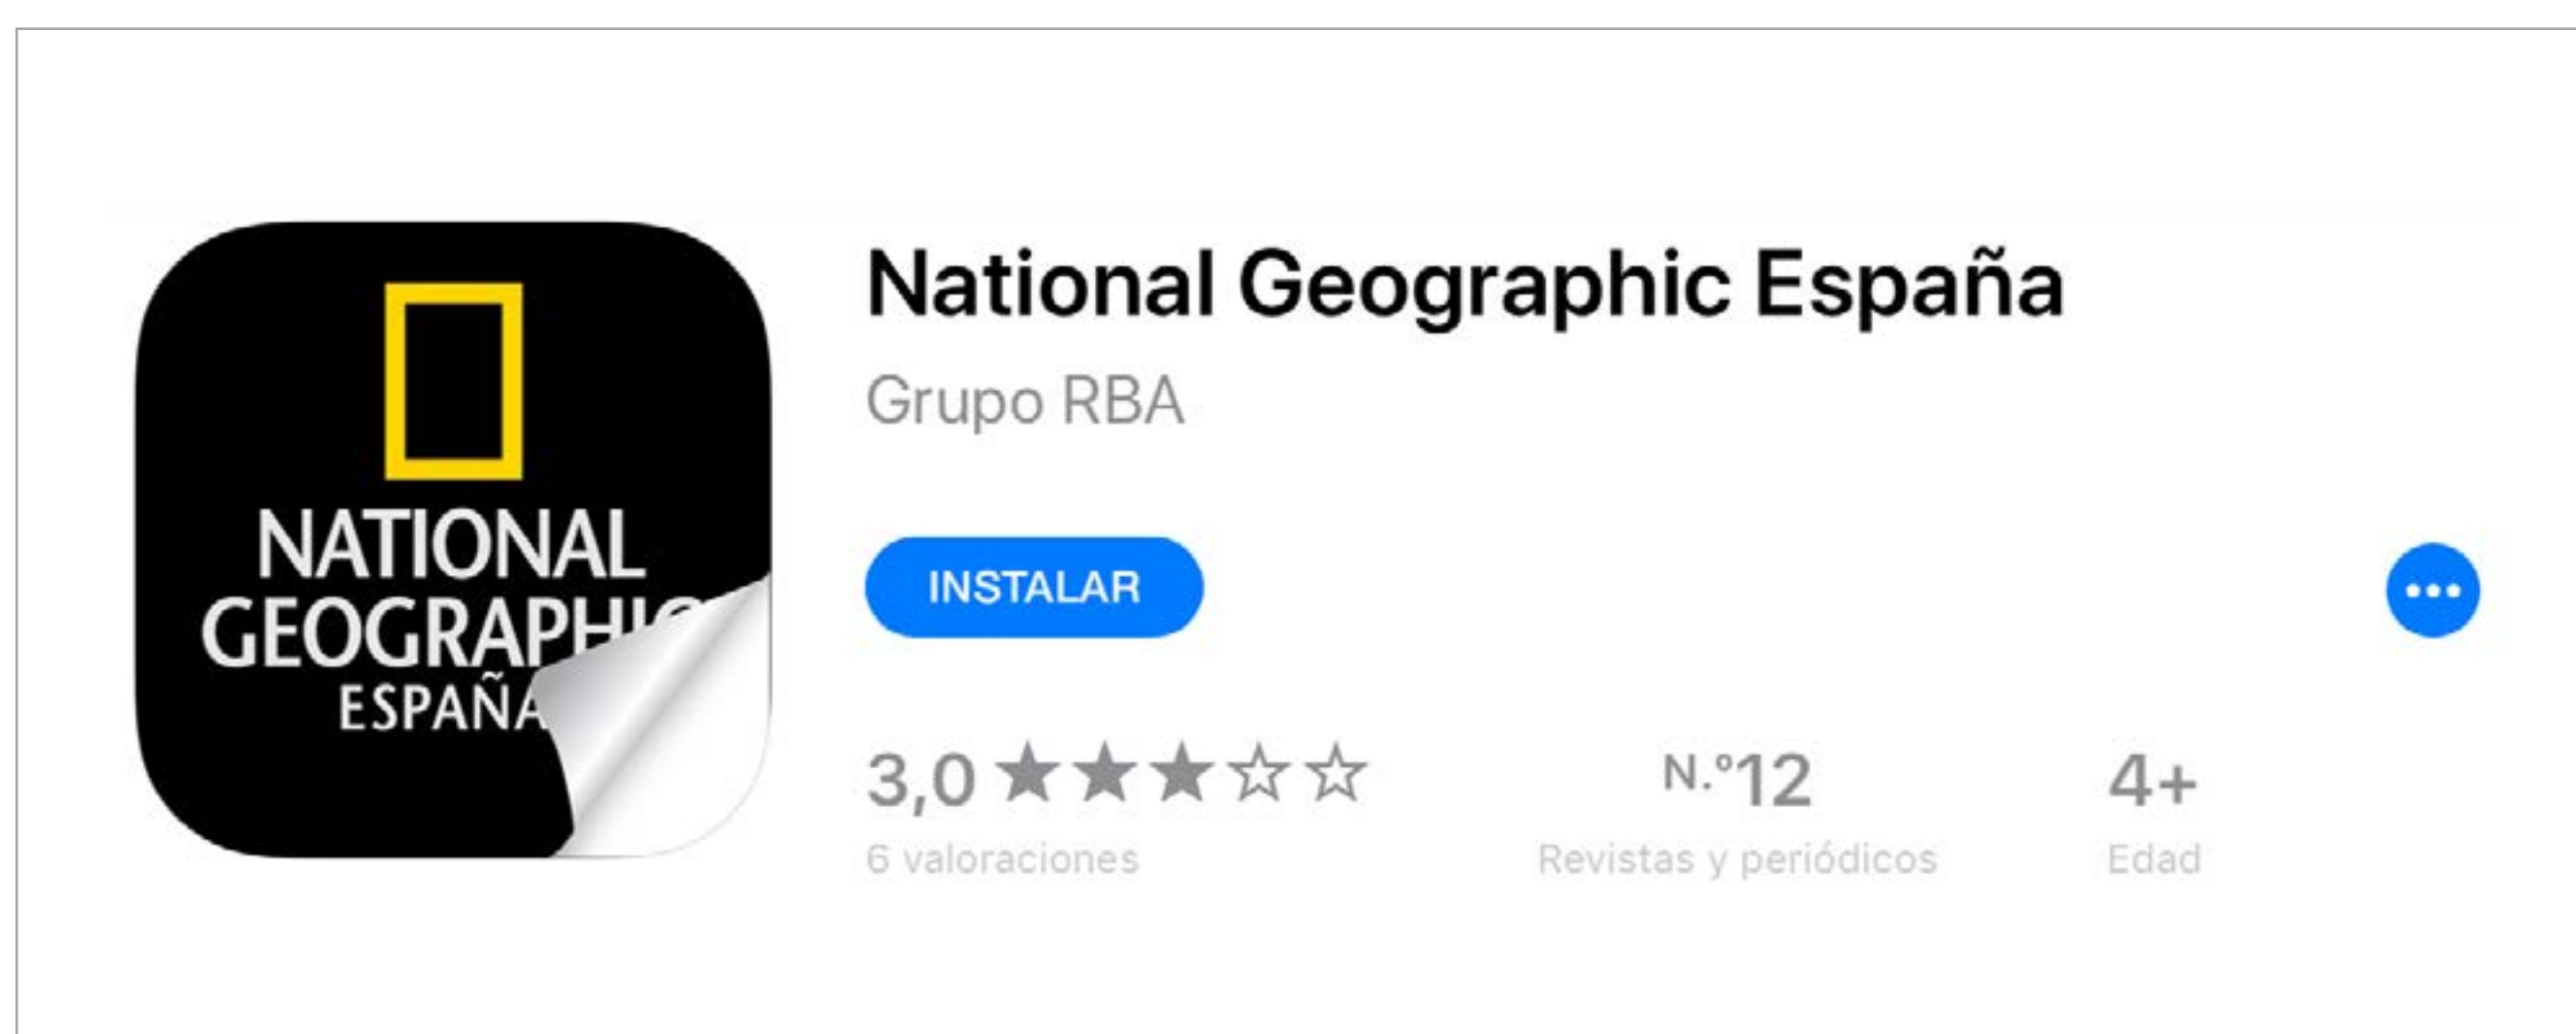 NATIONAL
GEOGRAPHIC
ESPAÑA
National Geographic España
Grupo RBA
INSTALAR
3,0
N.º12
4+
6 valoraciones
Revistas y periódicos
Edad